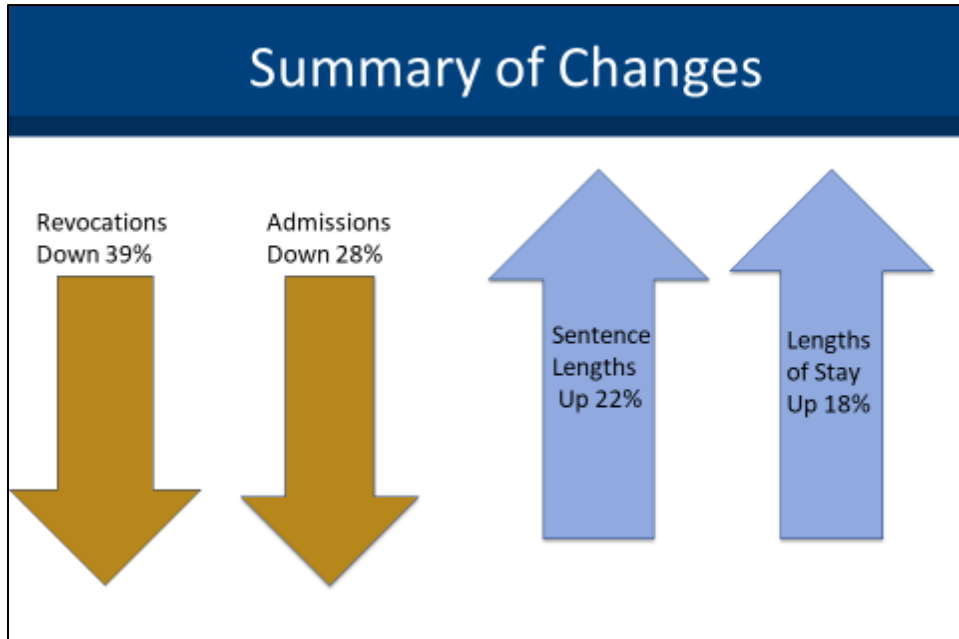 Summary of Changes
Revocations
Down 39%
Admissions
Down 28%
Sentence
Lengths
Up 22%
Lengths
of Stay
Up 18%